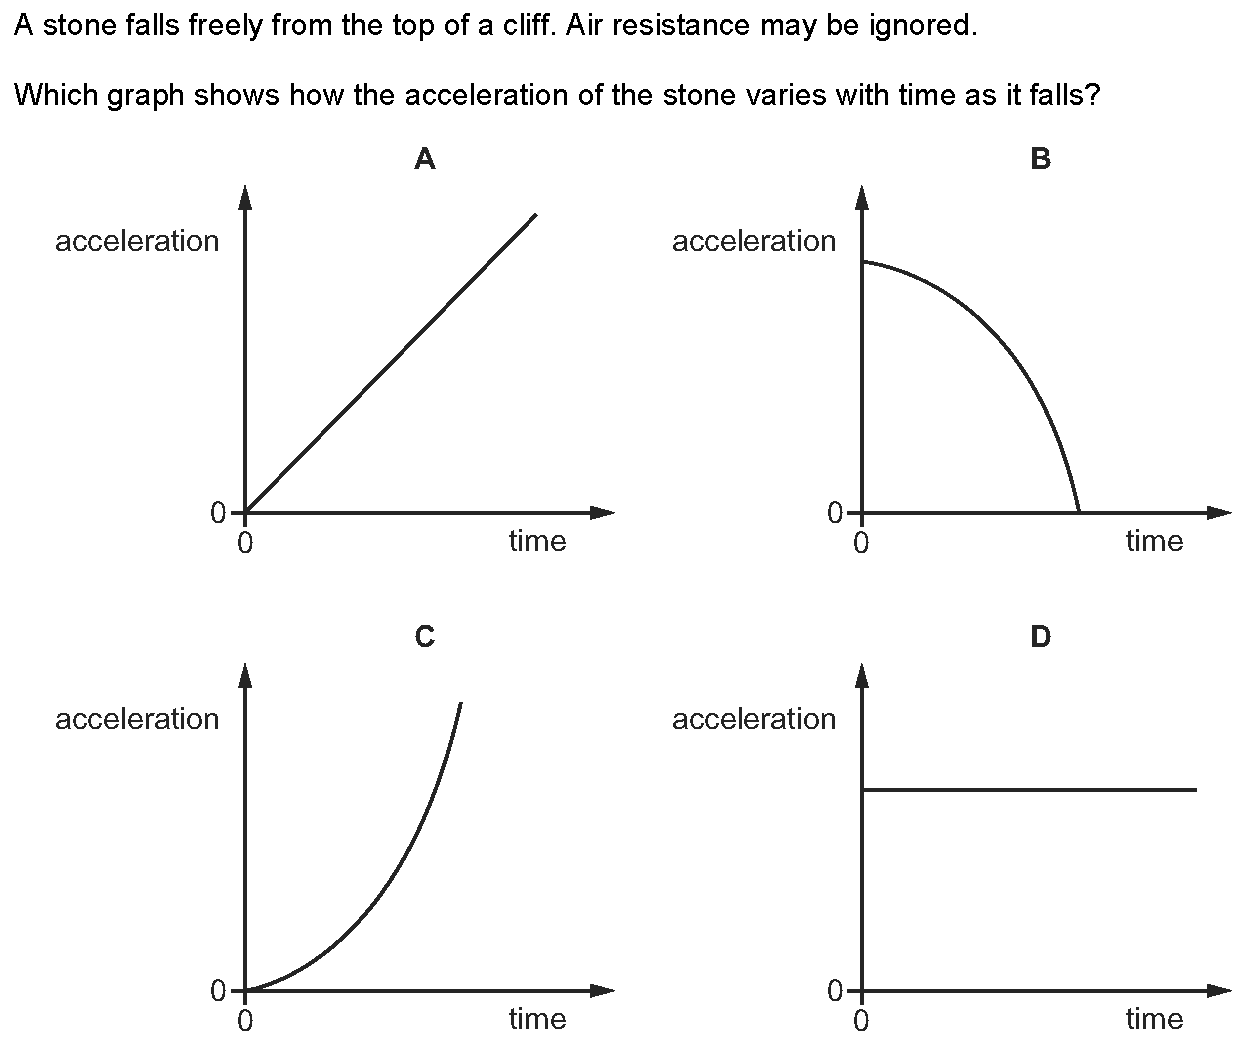 A stone falls freely from the top of a cliff. Air resistance may be ignored.
Which graph shows how the acceleration of the stone varies with time as it falls?
A
acceleration
0
0
time
B
acceleration
0
0
time
C
acceleration
0
0
time
D
acceleration
0
0
time